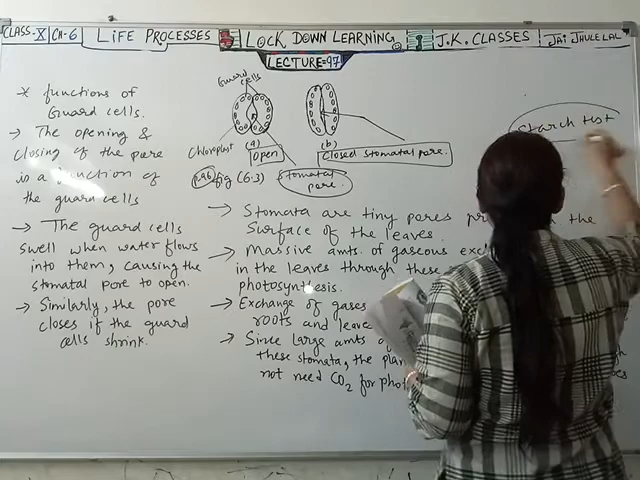 CLASS-X CH-6 LIFE PROCESSES LOCK DOWN LEARNING J.K. CLASSES JAI JHULELAL
LECTURE=97
* functions of
Guard cells.
→ The opening &
closing of the pore
is a function of
the guard cells
→ The guard cells
swell when water flows
into them, causing the
stomatal pore to open.
→ Similarly, the pore
closes if the guard
cells shrink.
Guard cells
Chloroplast
(a)
open
(b)
closed stomatal pore.
P.96 fig (6.3)
stomatal
pore.
→ Stomata are tiny pores the
Surface of the leaves.
→ Massive amts. of gaseous
in the leaves through these
photosynthesis.
→ Exchange of gases
roots and
→ Since large amts
these stomata, the
not need CO2 for
Starch test